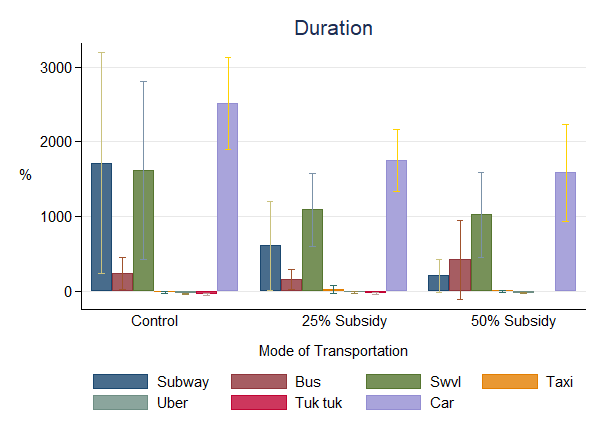 Duration
3000
2000
%
1000
0
Control 25% Subsidy 50% Subsidy
Mode of Transportation
Subway Bus Swvl Taxi
Uber Tuk tuk Car